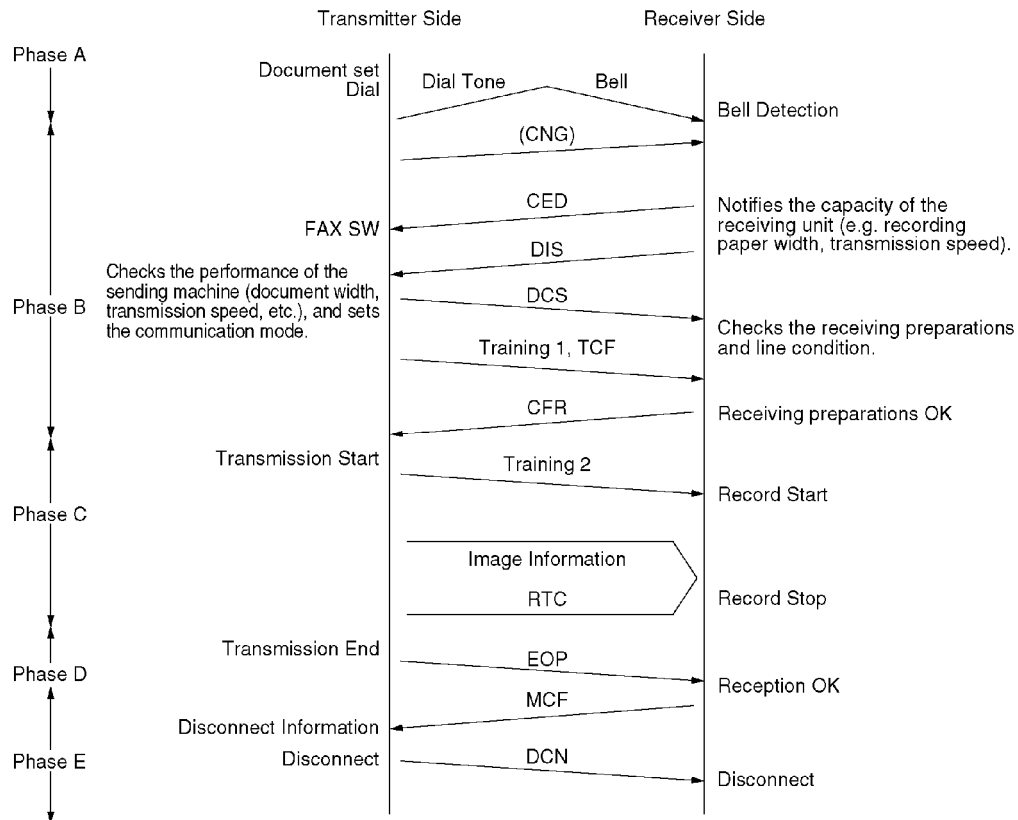 Transmitter Side
Receiver Side
Phase A
Document set
Dial
Dial Tone
Bell
Bell Detection
(CNG)
CED
FAX SW
Notifies the capacity of the
receiving unit (e.g. recording
paper width, transmission speed).
DIS
Phase B
Checks the performance of the
sending machine (document width,
transmission speed, etc.), and sets
the communication mode.
DCS
Checks the receiving preparations
and line condition.
Training 1, TCF
CFR
Receiving preparations OK
Transmission Start
Training 2
Record Start
Phase C
Image Information
RTC
Record Stop
Transmission End
EOP
Phase D
Reception OK
MCF
Disconnect Information
Phase E
Disconnect
DCN
Disconnect